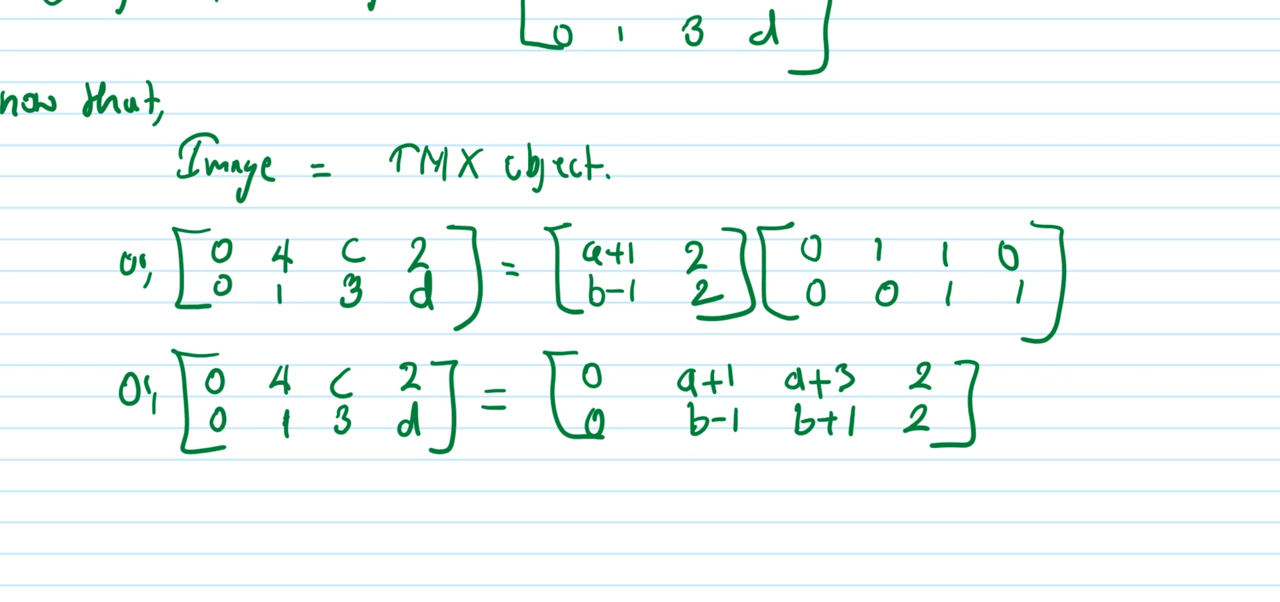 [0 1 3 d]
now that,
Image = TMX object.
or, [0 4 c 2] = [a+1 2] [0 1 1 0]
[0 1 3 d] [b-1 2] [0 0 1 1]
or, [0 4 c 2] = [0 a+1 a+3 2]
[0 1 3 d] [0 b-1 b+1 2]